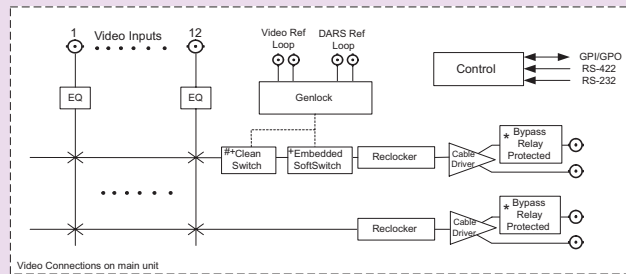 1
Video Inputs
12
Video Ref
Loop
DARS Ref
Loop
GPI/GPO
Control
RS-422
RS-232
EQ
EQ
Genlock
#+Clean
Switch
+Embedded
SoftSwitch
Reclocker
Cable
Driver
* Bypass
Relay
Protected
Reclocker
Cable
Driver
* Bypass
Relay
Protected
Video Connections on main unit